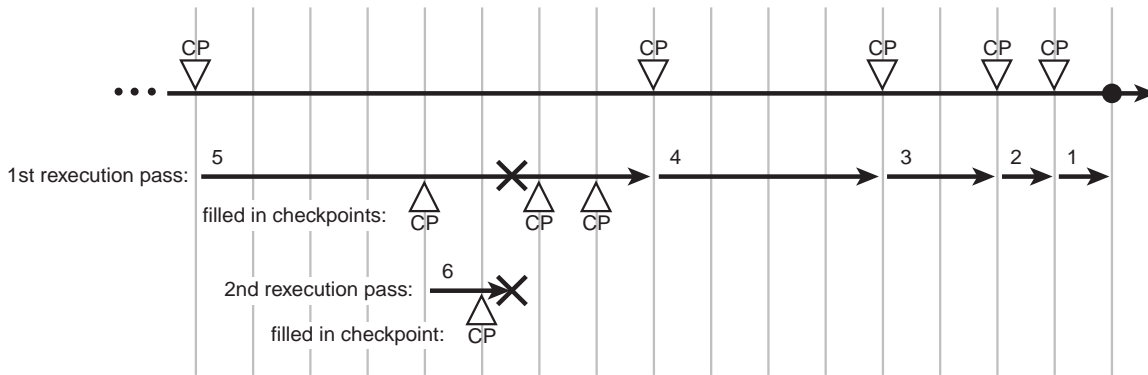 CP CP CP CP CP
•••
5 4 3 2 1
1st rexecution pass:
filled in checkpoints: CP CP CP
6
2nd rexecution pass:
filled in checkpoint: CP